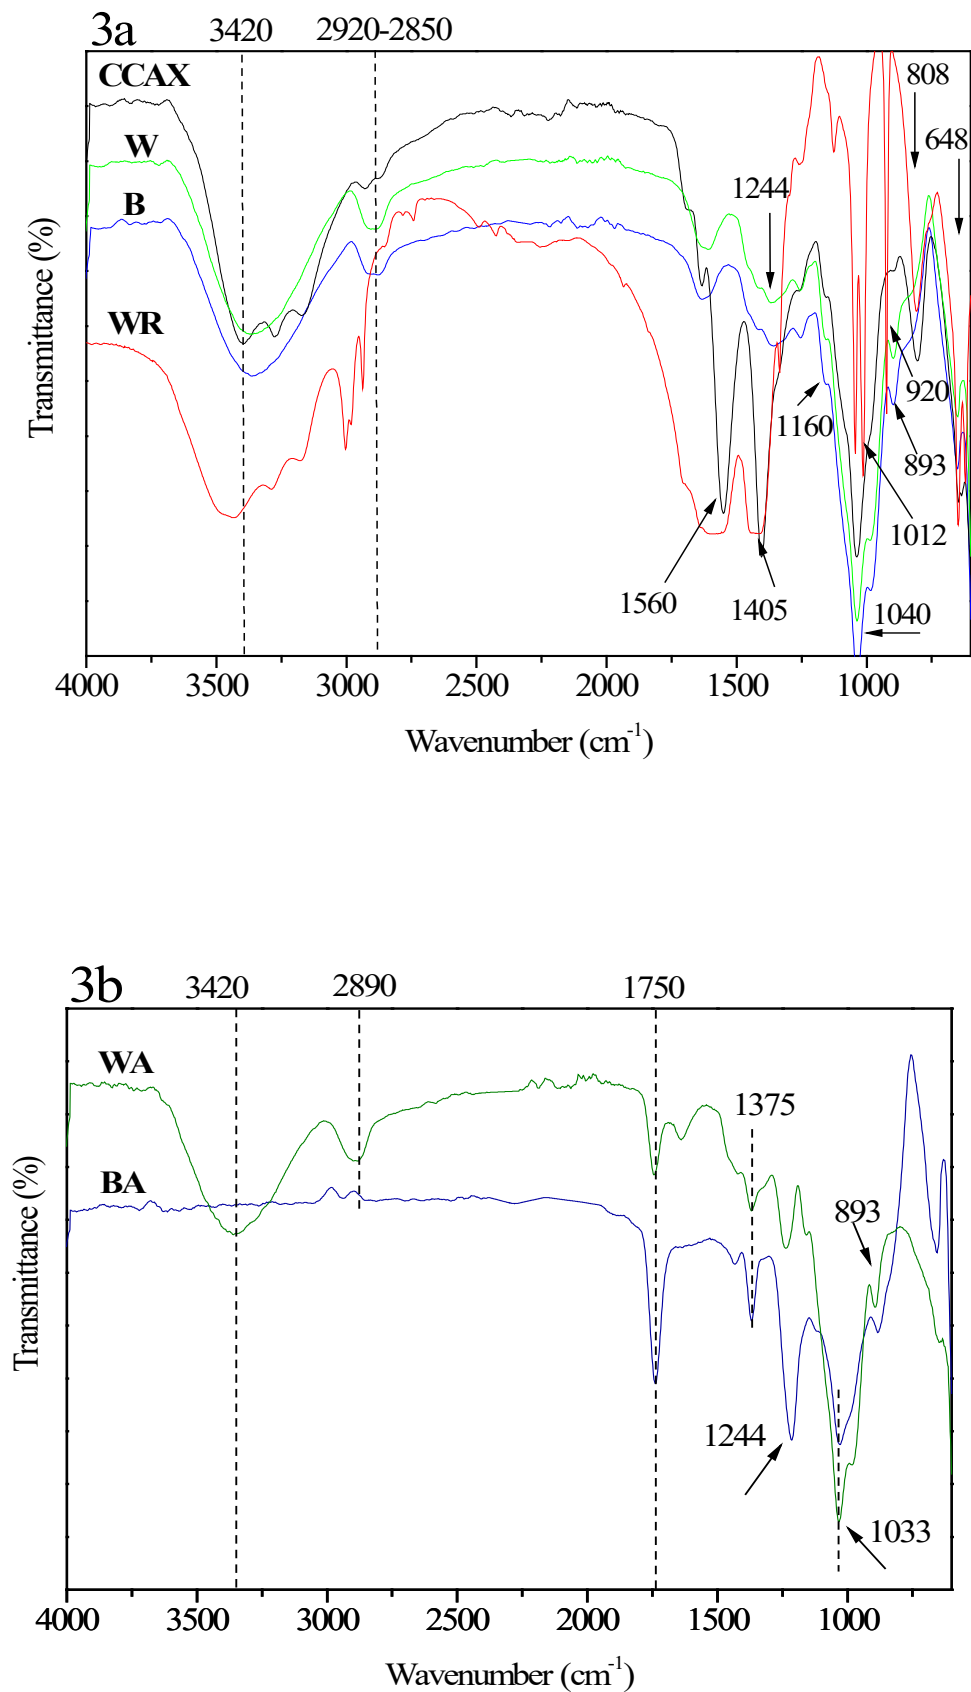 3a
3420 2920-2850
CCAX
W
B
WR
808
648
1244
1160
920
893
1012
1560
1405
1040
Transmittance (%)
4000 3500 3000 2500 2000 1500 1000
Wavenumber (cm-1)
3b
3420 2890 1750
WA
BA
1375
893
1244
1033
Transmittance (%)
4000 3500 3000 2500 2000 1500 1000
Wavenumber (cm-1)